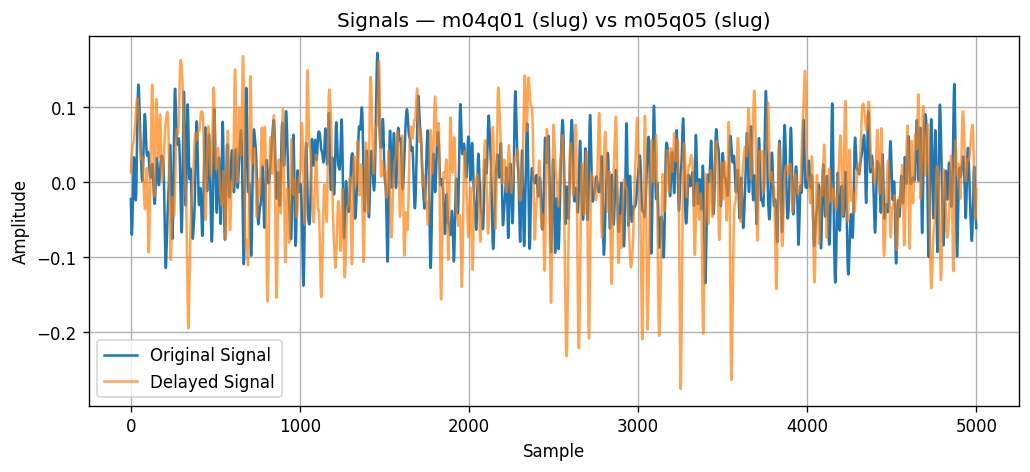 Signals — m04q01 (slug) vs m05q05 (slug)
Amplitude
0.1
0.0
−0.1
−0.2
Original Signal
Delayed Signal
0 1000 2000 3000 4000 5000
Sample